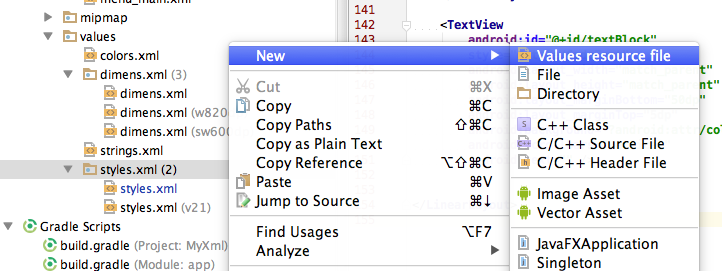 menu_main.xml
mipmap
values
colors.xml
dimens.xml (3)
dimens.xml
dimens.xml (w820
dimens.xml (sw600
strings.xml
styles.xml (2)
styles.xml
styles.xml (v21)
Gradle Scripts
build.gradle (Project: MyXml)
build.gradle (Module: app)
141
142
143
<TextView
android:id="@+id/textBlock"
New
Cut ⌘X
Copy ⌘C
Copy Paths ⇧⌘C
Copy as Plain Text
Copy Reference ⌥⇧⌘C
Paste ⌘V
Jump to Source ⌘↓
Find Usages ⌥F7
Analyze
Values resource file
File
Directory
C++ Class
C/C++ Source File
C/C++ Header File
Image Asset
Vector Asset
JavaFXApplication
Singleton